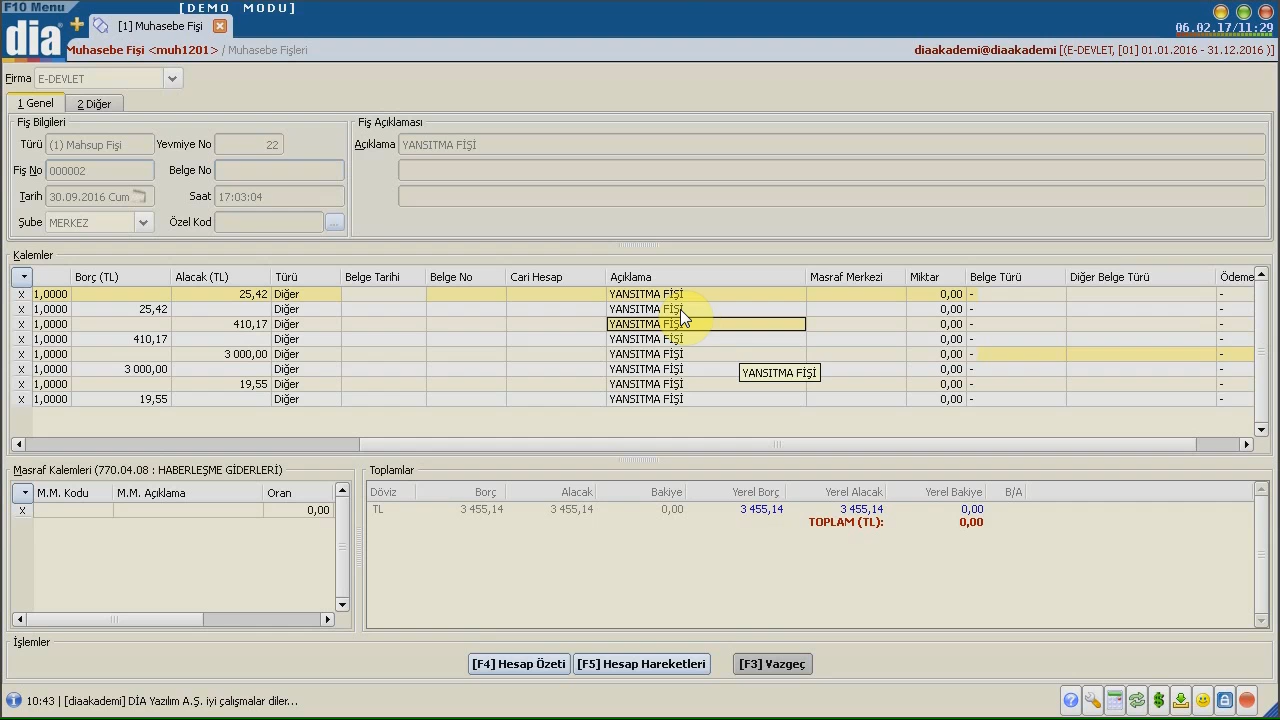 F10 Menu
[DEMO MODU]
dia
[1] Muhasebe Fişi
06.02.17/11:29
Muhasebe Fişi <muh1201> / Muhasebe Fişleri
diaakademi@diaakademi [(E-DEVLET, [01] 01.01.2016 - 31.12.2016 )]
Firma E-DEVLET
1 Genel 2 Diğer
Fiş Bilgileri
Fiş Açıklaması
Türü (1) Mahsup Fişi Yevmiye No 22
Açıklama YANSITMA FİŞİ
Fiş No 000002 Belge No
Tarih 30.09.2016 Cum Saat 17:03:04
Şube MERKEZ Özel Kod ...
Kalemler
Borç (TL) Alacak (TL) Türü Belge Tarihi Belge No Cari Hesap Açıklama Masraf Merkezi Miktar Belge Türü Diğer Belge Türü Ödeme
X 1,0000 25,42 Diğer YANSITMA FİŞİ 0,00 - -
X 1,0000 25,42 Diğer YANSITMA FİŞİ 0,00 - -
X 1,0000 410,17 Diğer YANSITMA FİŞİ 0,00 - -
X 1,0000 410,17 Diğer YANSITMA FİŞİ 0,00 - -
X 1,0000 3 000,00 Diğer YANSITMA FİŞİ 0,00 - -
X 1,0000 3 000,00 Diğer YANSITMA FİŞİ 0,00 - -
YANSITMA FİŞİ
X 1,0000 19,55 Diğer YANSITMA FİŞİ 0,00 - -
X 1,0000 19,55 Diğer YANSITMA FİŞİ 0,00 - -
Masraf Kalemleri (770.04.08 : HABERLEŞME GİDERLERİ)
M.M. Kodu M.M. Açıklama Oran
X 0,00
Toplamlar
Döviz Borç Alacak Bakiye Yerel Borç Yerel Alacak Yerel Bakiye B/A
TL 3 455,14 3 455,14 0,00 3 455,14 3 455,14 0,00
TOPLAM (TL): 0,00
İşlemler
[F4] Hesap Özeti [F5] Hesap Hareketleri [F3] Vazgeç
10:43 | [diaakademi] DİA Yazılım A.Ş. iyi çalışmalar diler...